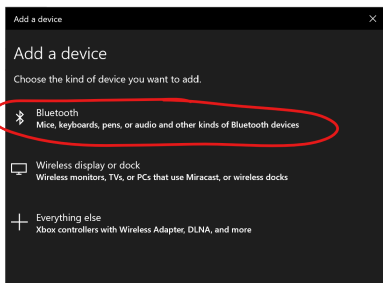 Add a device
Add a device
Choose the kind of device you want to add.
Bluetooth
Mice, keyboards, pens, or audio and other kinds of Bluetooth devices
Wireless display or dock
Wireless monitors, TVs, or PCs that use Miracast, or wireless docks
Everything else
Xbox controllers with Wireless Adapter, DLNA, and more